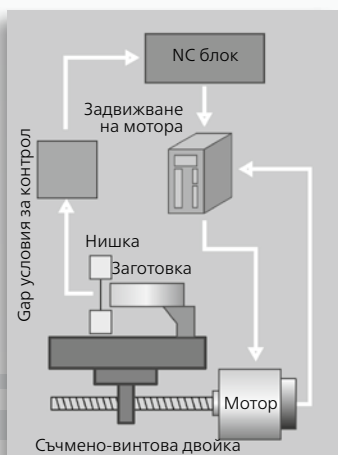 NC блок
Задвижване
на мотора
Gap условия за контрол
Нишка
Заготовка
Мотор
Съчмено-винтова двойка